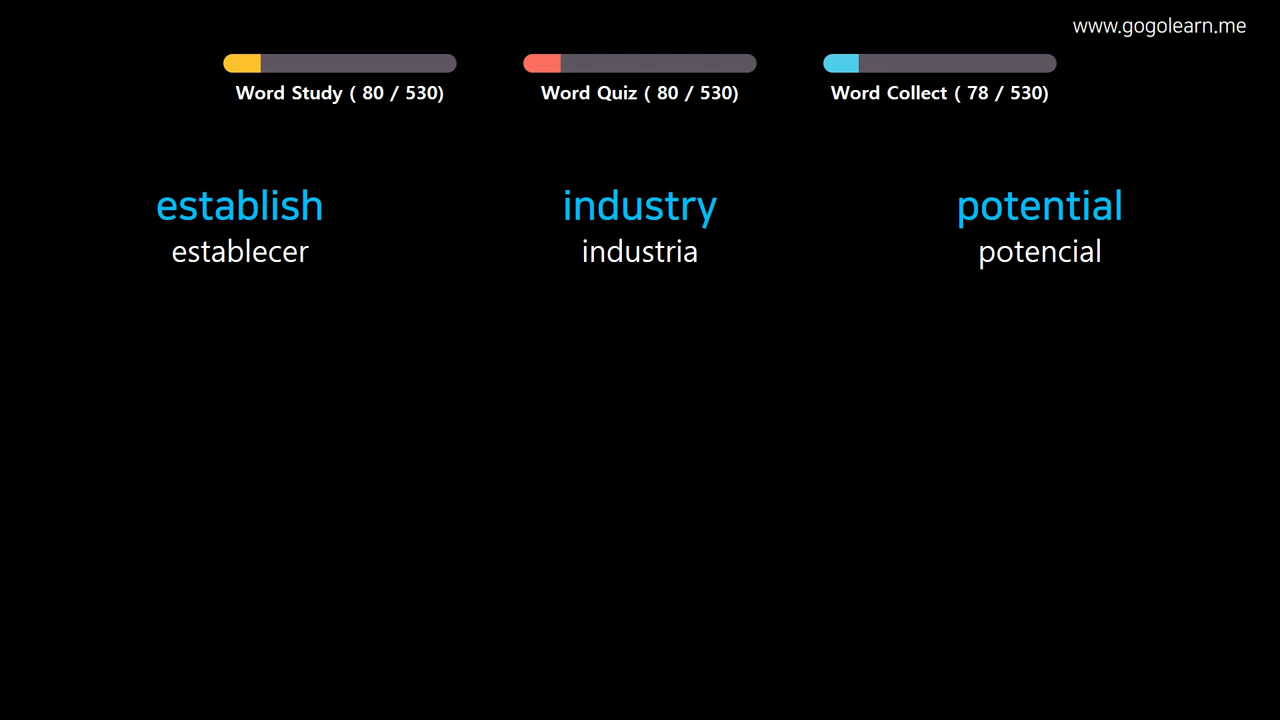 www.gogolearn.me
Word Study ( 80 / 530)
Word Quiz ( 80 / 530)
Word Collect ( 78 / 530)
establish
industry
potential
establecer
industria
potencial